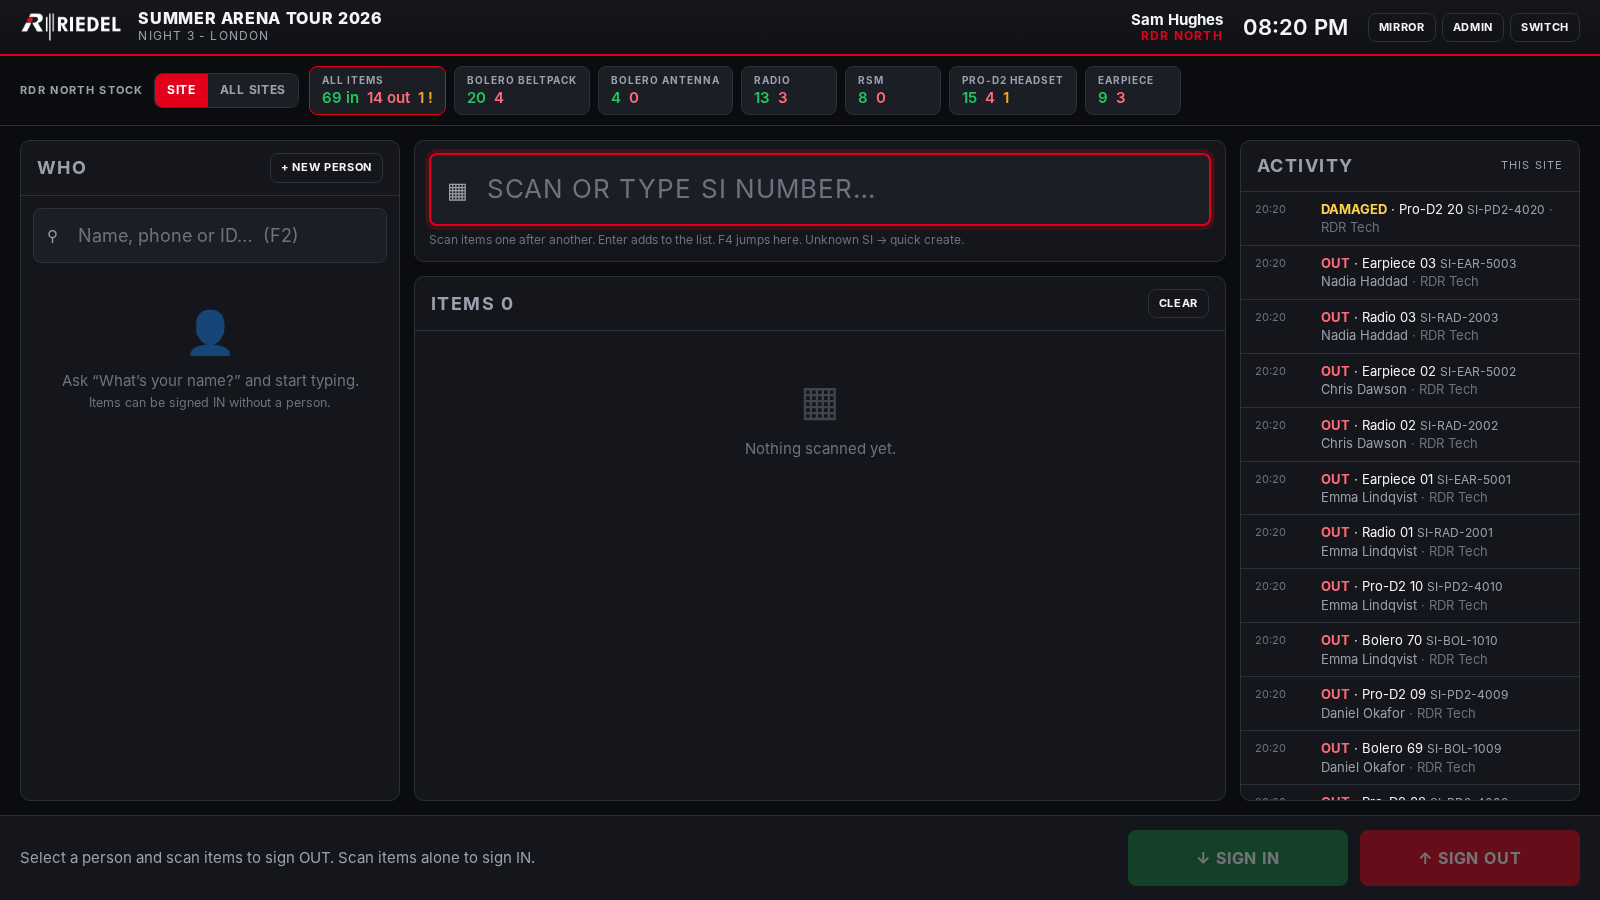 RIEDEL
SUMMER ARENA TOUR 2026
NIGHT 3 - LONDON
Sam Hughes
RDR NORTH
08:20 PM
MIRROR
ADMIN
SWITCH
RDR NORTH STOCK
SITE
ALL SITES
ALL ITEMS
69 in 14 out 1 !
BOLERO BELTPACK
20 4
BOLERO ANTENNA
4 0
RADIO
13 3
RSM
8 0
PRO-D2 HEADSET
15 4 1
EARPIECE
9 3
WHO
+ NEW PERSON
Name, phone or ID... (F2)
Ask “What’s your name?” and start typing.
Items can be signed IN without a person.
SCAN OR TYPE SI NUMBER...
Scan items one after another. Enter adds to the list. F4 jumps here. Unknown SI → quick create.
ITEMS 0
CLEAR
Nothing scanned yet.
ACTIVITY
THIS SITE
20:20 DAMAGED · Pro-D2 20 SI-PD2-4020 ·
RDR Tech
20:20 OUT · Earpiece 03 SI-EAR-5003
Nadia Haddad · RDR Tech
20:20 OUT · Radio 03 SI-RAD-2003
Nadia Haddad · RDR Tech
20:20 OUT · Earpiece 02 SI-EAR-5002
Chris Dawson · RDR Tech
20:20 OUT · Radio 02 SI-RAD-2002
Chris Dawson · RDR Tech
20:20 OUT · Earpiece 01 SI-EAR-5001
Emma Lindqvist · RDR Tech
20:20 OUT · Radio 01 SI-RAD-2001
Emma Lindqvist · RDR Tech
20:20 OUT · Pro-D2 10 SI-PD2-4010
Emma Lindqvist · RDR Tech
20:20 OUT · Bolero 70 SI-BOL-1010
Emma Lindqvist · RDR Tech
20:20 OUT · Pro-D2 09 SI-PD2-4009
Daniel Okafor · RDR Tech
20:20 OUT · Bolero 69 SI-BOL-1009
Daniel Okafor · RDR Tech
Select a person and scan items to sign OUT. Scan items alone to sign IN.
↓ SIGN IN
↑ SIGN OUT